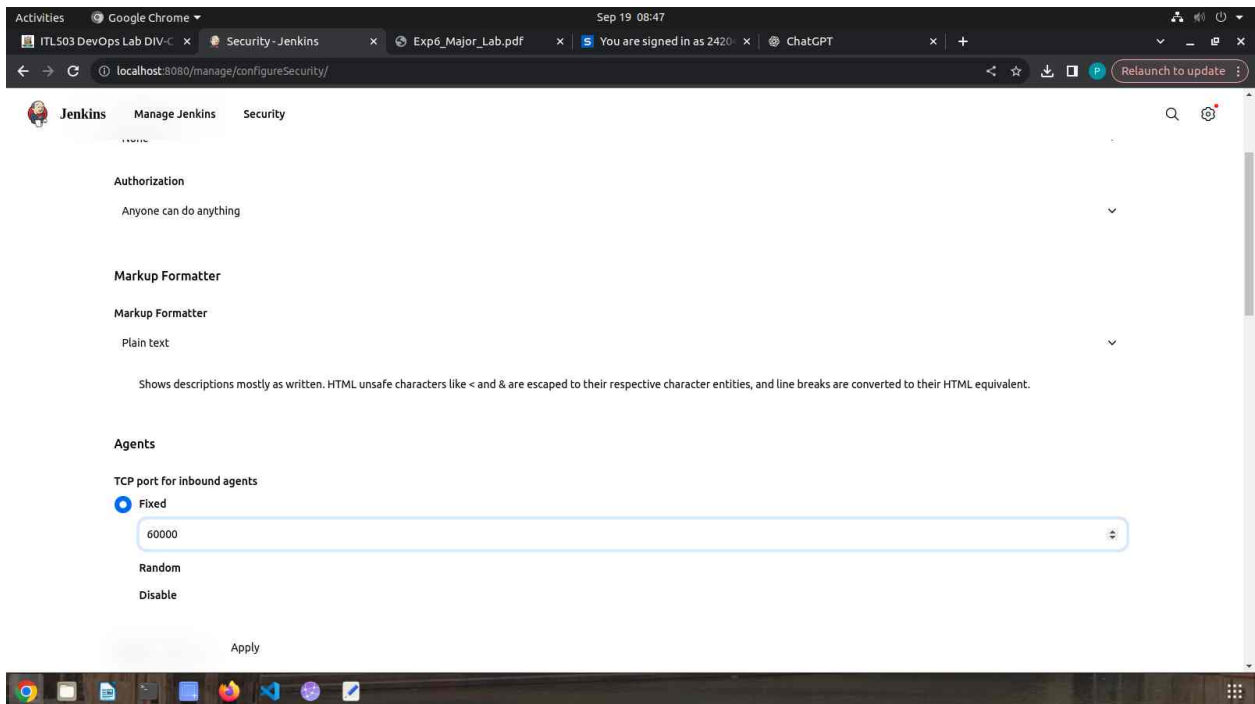 Activities Google Chrome Sep 19 08:47
ITL503 DevOps Lab DIV-C Security - Jenkins Exp6_Major_Lab.pdf You are signed in as 2420 ChatGPT
localhost:8080/manage/configureSecurity/ Relaunch to update
Jenkins Manage Jenkins Security
Authorization
Anyone can do anything
Markup Formatter
Markup Formatter
Plain text
Shows descriptions mostly as written. HTML unsafe characters like < and & are escaped to their respective character entities, and line breaks are converted to their HTML equivalent.
Agents
TCP port for inbound agents
Fixed
60000
Random
Disable
Apply